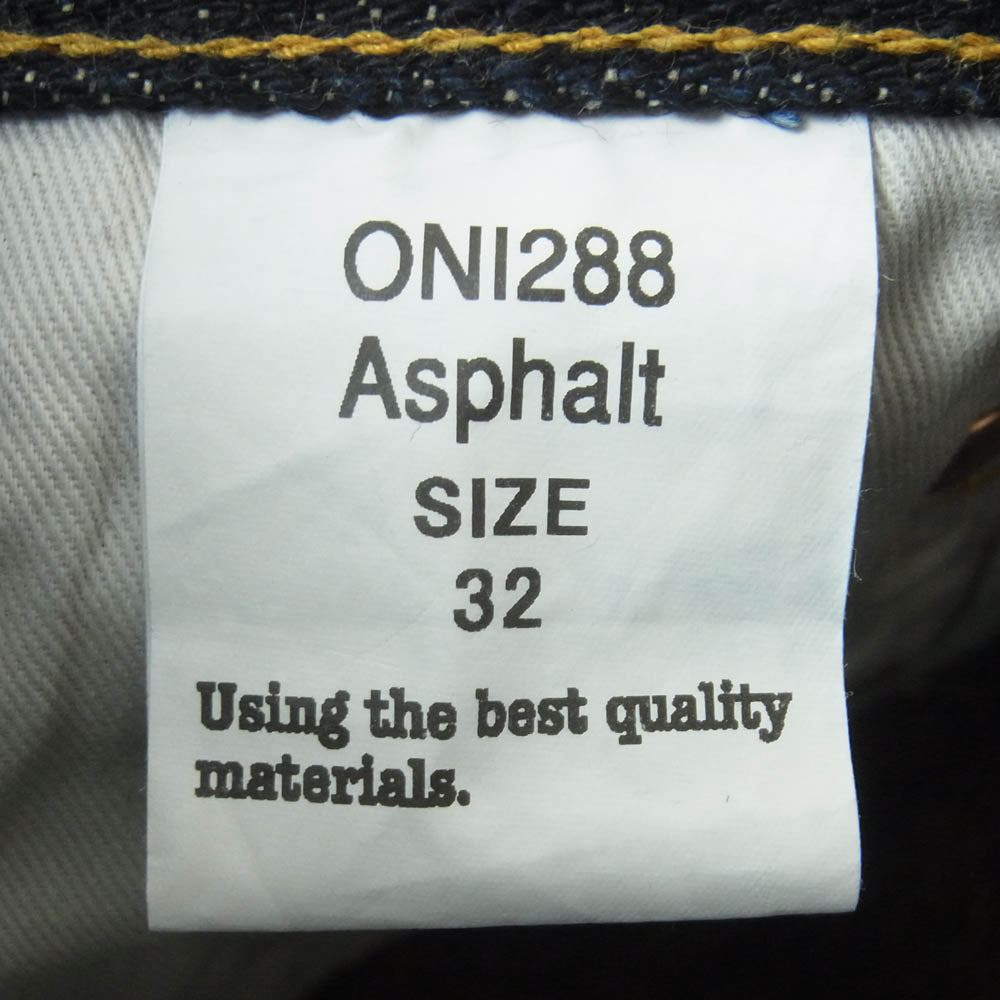 ONI288
Asphalt
SIZE
32
Using the best quality
materials.